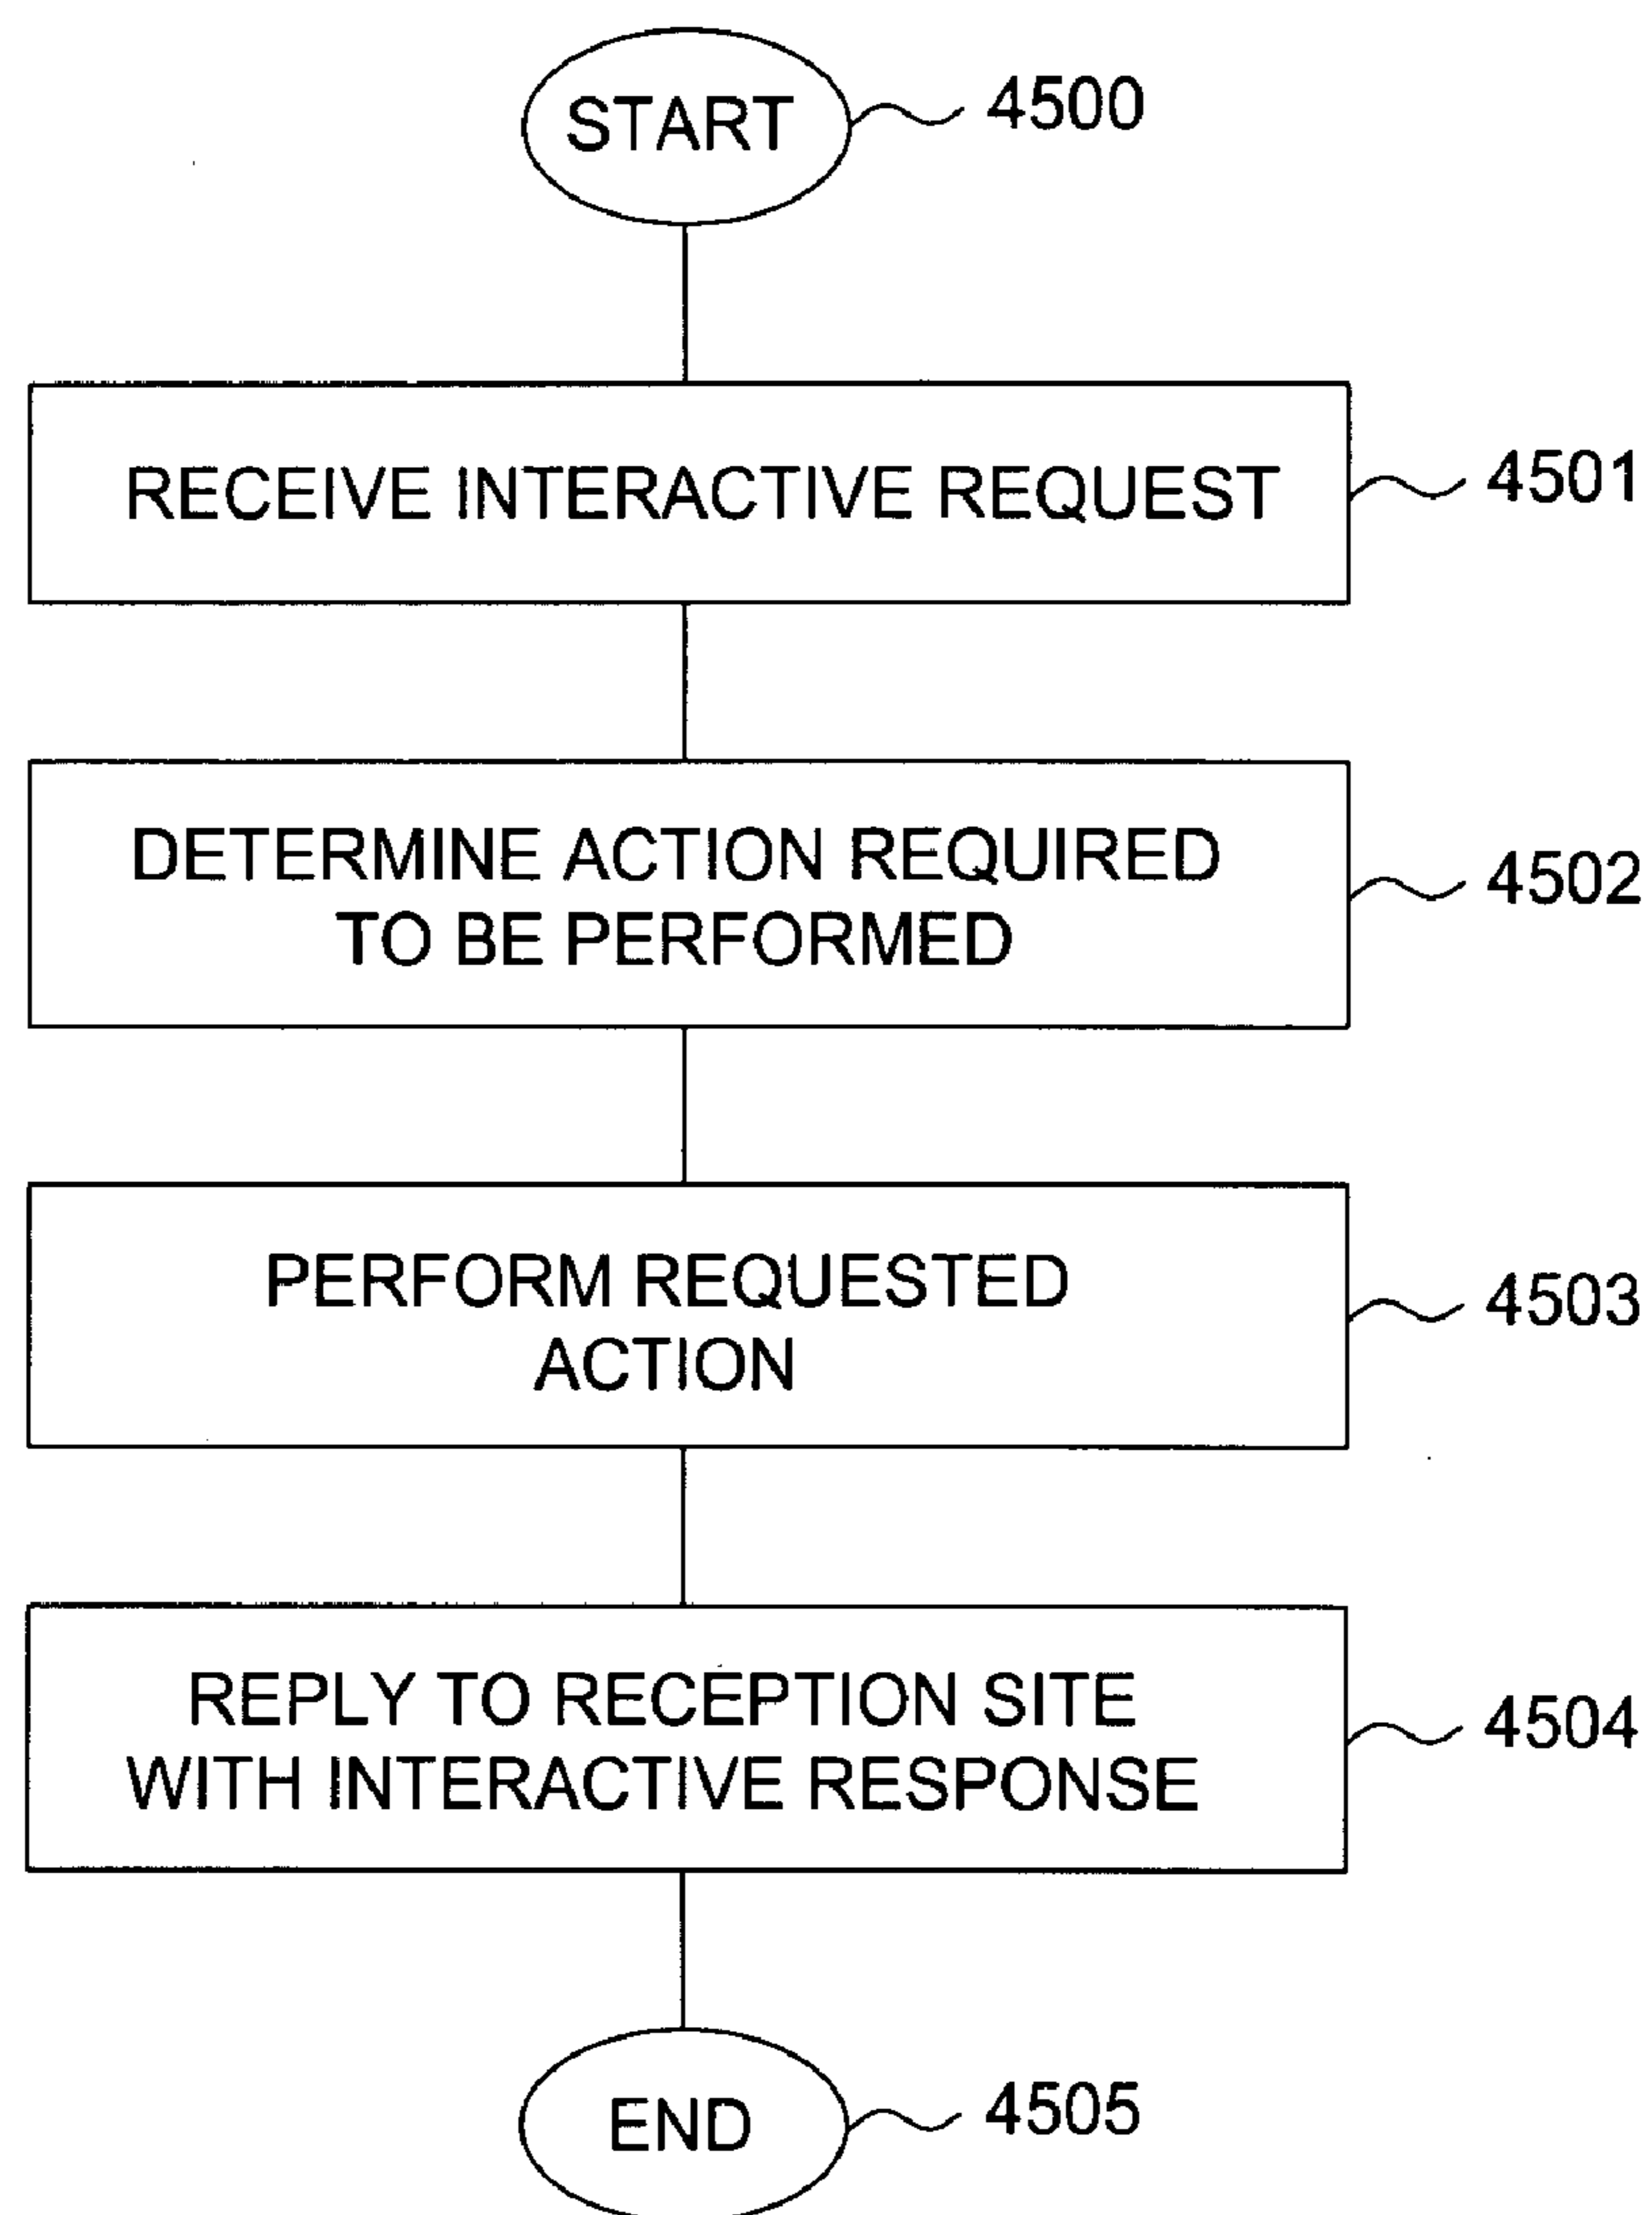 START 4500
RECEIVE INTERACTIVE REQUEST 4501
DETERMINE ACTION REQUIRED
TO BE PERFORMED
4502
PERFORM REQUESTED
ACTION
4503
REPLY TO RECEPTION SITE
WITH INTERACTIVE RESPONSE
4504
END 4505